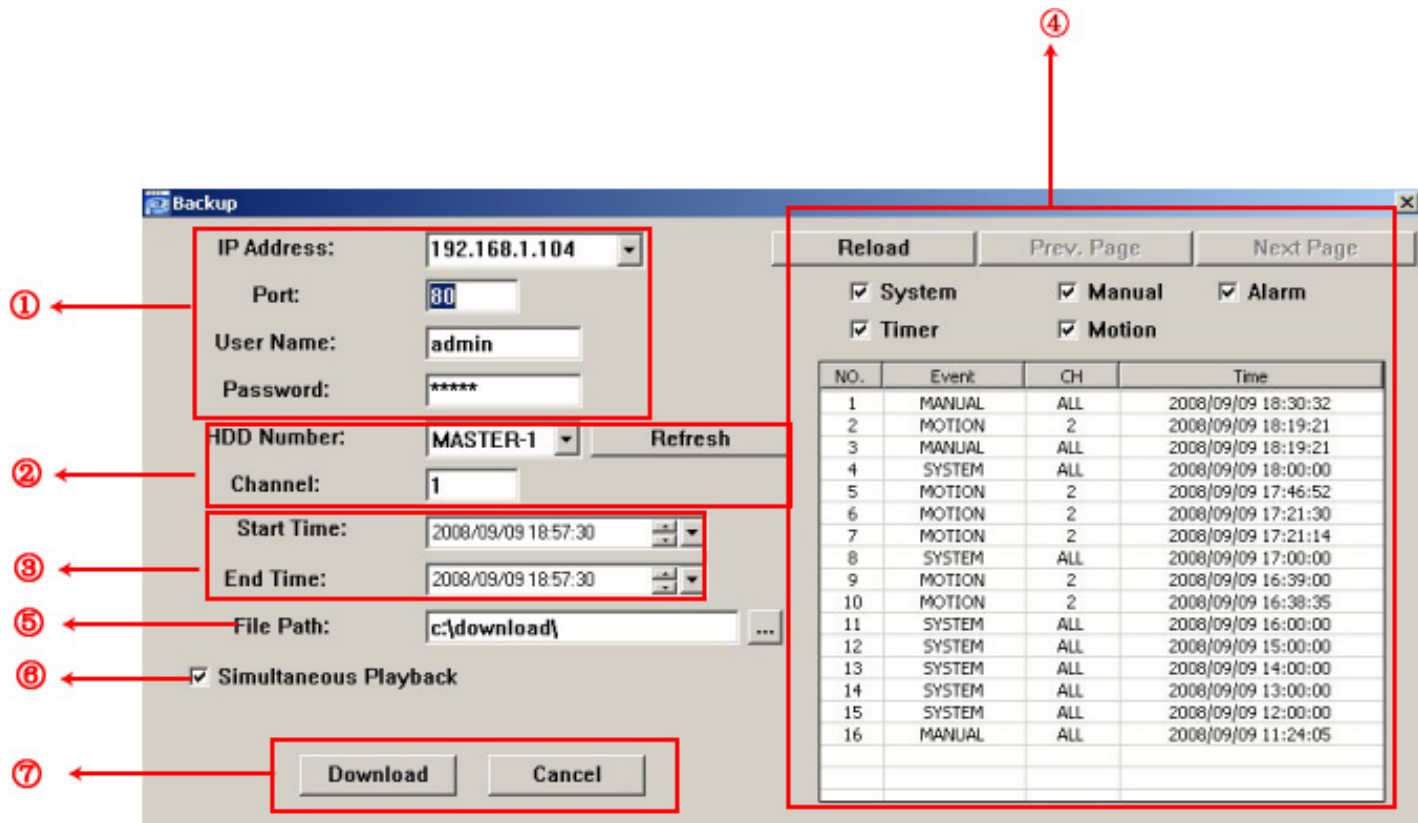 ④
Backup
IP Address: 192.168.1.104
① Port: 80
User Name: admin
Password: *****
HDD Number: MASTER-1 Refresh
② Channel: 1
Start Time: 2008/09/09 18:57:30
③ End Time: 2008/09/09 18:57:30
⑤ File Path: c:\download\ ...
⑥ Simultaneous Playback
⑦ Download Cancel
Reload Prev. Page Next Page
System Manual Alarm
Timer Motion
NO. Event CH Time
1 MANUAL ALL 2008/09/09 18:30:32
2 MOTION 2 2008/09/09 18:19:21
3 MANUAL ALL 2008/09/09 18:19:21
4 SYSTEM ALL 2008/09/09 18:00:00
5 MOTION 2 2008/09/09 17:46:52
6 MOTION 2 2008/09/09 17:21:30
7 MOTION 2 2008/09/09 17:21:14
8 SYSTEM ALL 2008/09/09 17:00:00
9 MOTION 2 2008/09/09 16:39:00
10 MOTION 2 2008/09/09 16:38:35
11 SYSTEM ALL 2008/09/09 16:00:00
12 SYSTEM ALL 2008/09/09 15:00:00
13 SYSTEM ALL 2008/09/09 14:00:00
14 SYSTEM ALL 2008/09/09 13:00:00
15 SYSTEM ALL 2008/09/09 12:00:00
16 MANUAL ALL 2008/09/09 11:24:05